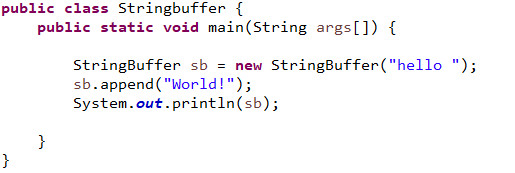 public class Stringbuffer {
public static void main(String args[]) {
StringBuffer sb = new StringBuffer("hello ");
sb.append("World!");
System.out.println(sb);
}
}